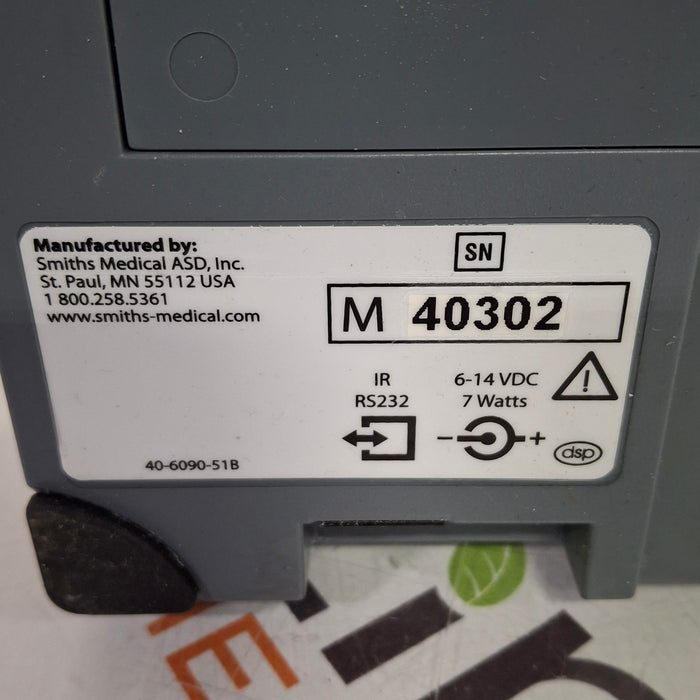 Manufactured by:
Smiths Medical ASD, Inc.
St. Paul, MN 55112 USA
1 800.258.5361
www.smiths-medical.com
SN
M 40302
IR
RS232
6-14 VDC
7 Watts
- +
dsp
40-6090-51B